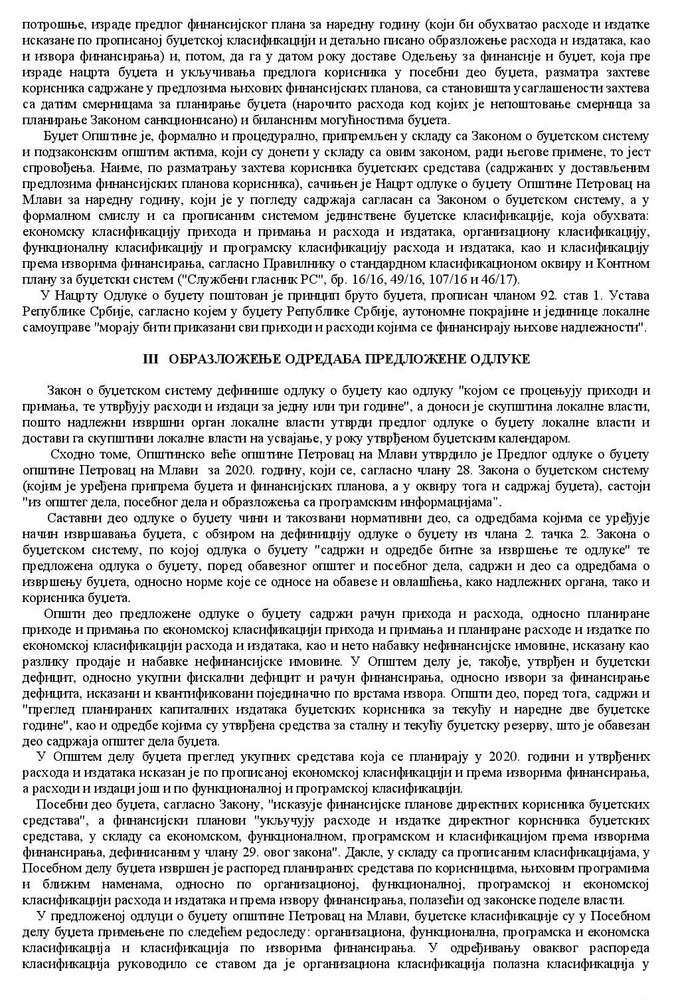 потрошње, израде предлог финансијског плана за наредну годину (који би обухватао расходе и издатке
исказане по прописаној буџетској класификацији и детаљно писано образложење расхода и издатака, као
и извора финансирања) и, потом, да га у датом року доставе Одељењу за финансије и буџет, која пре
израде нацрта буџета и укључивања предлога корисника у посебни део буџета, разматра захтеве
корисника садржане у предлозима њихових финансијских планова, са становишта усаглашености захтева
са датим смерницама за планирање буџета (нарочито расхода код којих је непоштовање смерница за
планирање Законом санкционисано) и билансним могућностима буџета.
Буџет Општине је, формално и процедурално, припремљен у складу са Законом о буџетском систему
и подзаконским општим актима, који су донети у складу са овим законом, ради његове примене, то јест
спровођења. Наиме, по разматрању захтева корисника буџетских средстава (садржаних у достављеним
предлозима финансијских планова корисника), сачињен је Нацрт одлуке о буџету Општине Петровац на
Млави за наредну годину, који је у погледу садржаја сагласан са Законом о буџетском систему, а у
формалном смислу и са прописаним системом јединствене буџетске класификације, која обухвата:
економску класификацију прихода и примања и расхода и издатака, организациону класификацију,
функционалну класификацију и програмску класификацију расхода и издатака, као и класификацију
према изворима финансирања, сагласно Правилнику о стандардном класификационом оквиру и Контном
плану за буџетски систем ("Службени гласник РС", бр. 16/16, 49/16, 107/16 и 46/17).
У Нацрту Одлуке о буџету поштован је принцип бруто буџета, прописан чланом 92. став 1. Устава
Републике Србије, сагласно којем у буџету Републике Србије, аутономне покрајине и јединице локалне
самоуправе "морају бити приказани сви приходи и расходи којима се финансирају њихове надлежности".
III ОБРАЗЛОЖЕЊЕ ОДРЕДАБА ПРЕДЛОЖЕНЕ ОДЛУКЕ
Закон о буџетском систему дефинише одлуку о буџету као одлуку "којом се процењују приходи и
примања, те утврђују расходи и издаци за једну или три године", а доноси је скупштина локалне власти,
пошто надлежни извршни орган локалне власти утврди предлог одлуке о буџету локалне власти и
достави га скупштини локалне власти на усвајање, у року утврђеном буџетским календаром.
Сходно томе, Општинско веће општине Петровац на Млави утврдило је Предлог одлуке о буџету
општине Петровац на Млави за 2020. годину, који се, сагласно члану 28. Закона о буџетском систему
(којим је уређена припрема буџета и финансијских планова, а у оквиру тога и садржај буџета), састоји
"из општег дела, посебног дела и образложења са програмским информацијама".
Саставни део одлуке о буџету чини и такозвани нормативни део, са одредбама којима се уређује
начин извршавања буџета, с обзиром на дефиницију одлуке о буџету из члана 2. тачка 2. Закона о
буџетском систему, по којој одлука о буџету "садржи и одредбе битне за извршење те одлуке" те
предложена одлука о буџету, поред обавезног општег и посебног дела, садржи и део са одредбама о
извршењу буџета, односно норме које се односе на обавезе и овлашћења, како надлежних органа, тако и
корисника буџета.
Општи део предложене одлуке о буџету садржи рачун прихода и расхода, односно планиране
приходе и примања по економској класификацији прихода и примања и планиране расходе и издатке по
економској класификацији расхода и издатака, као и нето набавку нефинансијске имовине, исказану као
разлику продаје и набавке нефинансијске имовине. У Општем делу је, такође, утврђен и буџетски
дефицит, односно укупни фискални дефицит и рачун финансирања, односно извори за финансирање
дефицита, исказани и квантификовани појединачно по врстама извора. Општи део, поред тога, садржи и
"преглед планираних капиталних издатака буџетских корисника за текућу и наредне две буџетске
године", као и одредбе којима су утврђена средства за сталну и текућу буџетску резерву, што је обавезан
део садржаја општег дела буџета.
У Општем делу буџета преглед укупних средстава која се планирају у 2020. години и утврђених
расхода и издатака исказан је по прописаној економској класификацији и према изворима финансирања,
а расходи и издаци још и по функционалној и програмској класификацији.
Посебни део буџета, сагласно Закону, "исказује финансијске планове директних корисника буџетских
средстава", а финансијски планови "укључују расходе и издатке директног корисника буџетских
средстава, у складу са економском, функционалном, програмском и класификацијом према изворима
финансирања, дефинисаним у члану 29. овог закона". Дакле, у складу са прописаним класификацијама, у
Посебном делу буџета извршен је распоред планираних средстава по корисницима, њиховим програмима
и ближим наменама, односно по организационој, функционалној, програмској и економској
класификацији расхода и издатака и према извору финансирања, полазећи од законске поделе власти.
У предложеној одлуци о буџету општине Петровац на Млави, буџетске класификације су у Посебном
делу буџета примењене по следећем редоследу: организациона, функционална, програмска и економска
класификација и класификација по изворима финансирања. У одређивању оваквог распореда
класификација руководило се ставом да је организациона класификација полазна класификација у